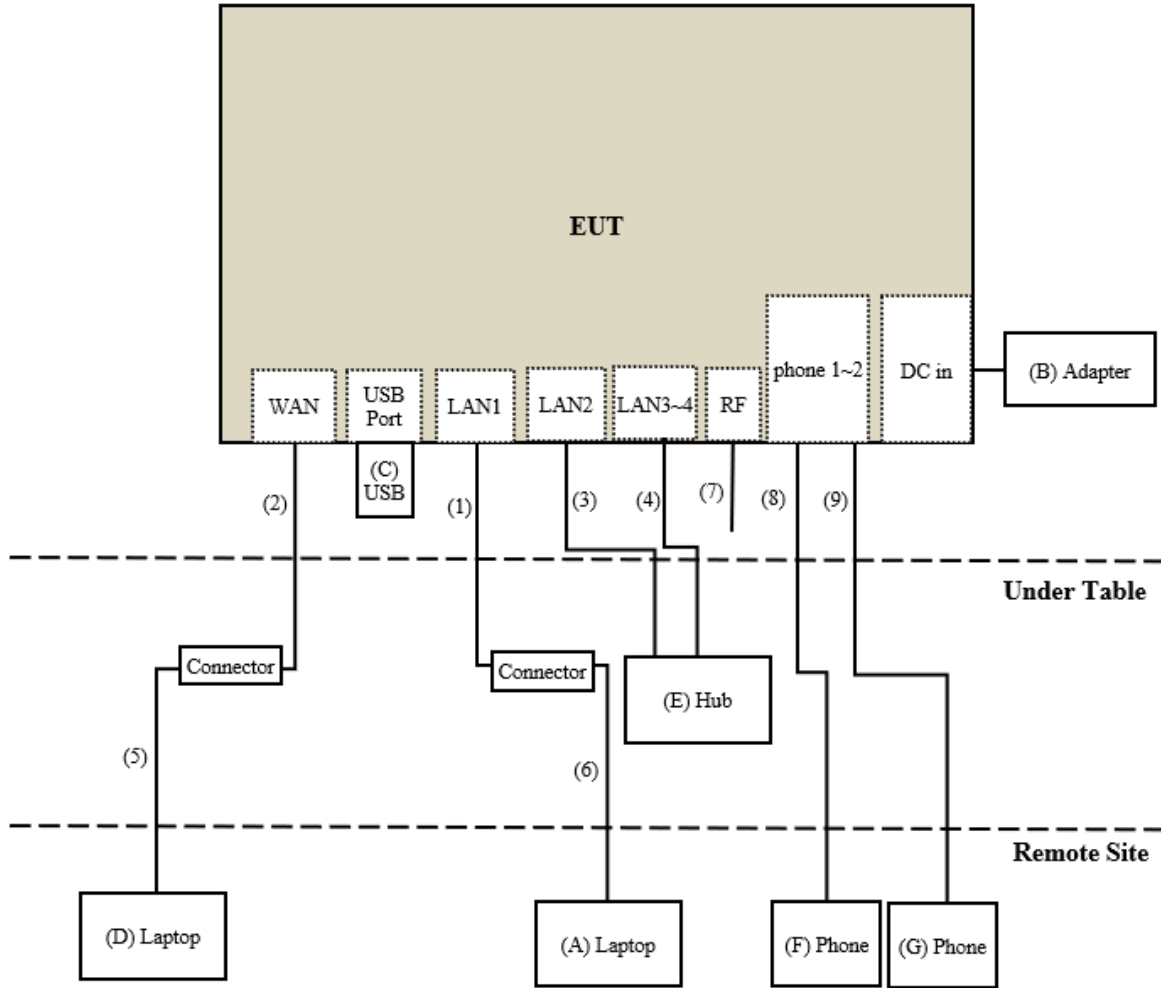 EUT
phone 1~2
DC in
(B) Adapter
WAN
USB
Port
LAN1
LAN2
LAN3~4
RF
(C)
USB
(2)
(1)
(3)
(4)
(7)
(8)
(9)
Under Table
Connector
Connector
(E) Hub
(5)
(6)
Remote Site
(D) Laptop
(A) Laptop
(F) Phone
(G) Phone